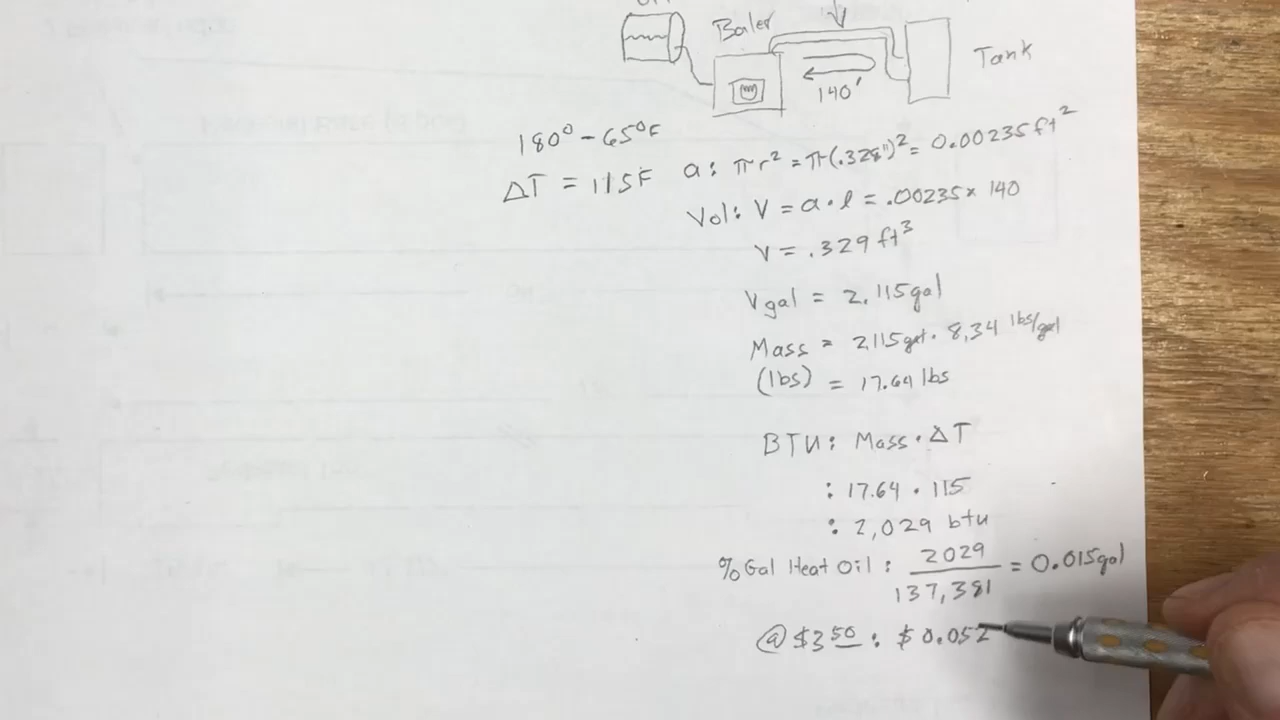 Boiler
Tank
140'
180° - 65°F
ΔT = 115F
a: πr² = π(.328")² = 0.00235ft²
Vol: V = a·l = .00235 x 140
V = .329 ft³
Vgal = 2.115gal
Mass = 2.115gal · 8.34 lbs/gal
(lbs) = 17.64 lbs
BTU: Mass · ΔT
: 17.64 · 115
: 2,029 btu
% Gal Heat Oil: 2029 / 137,381 = 0.015gal
@ $3 50 : $ 0.052